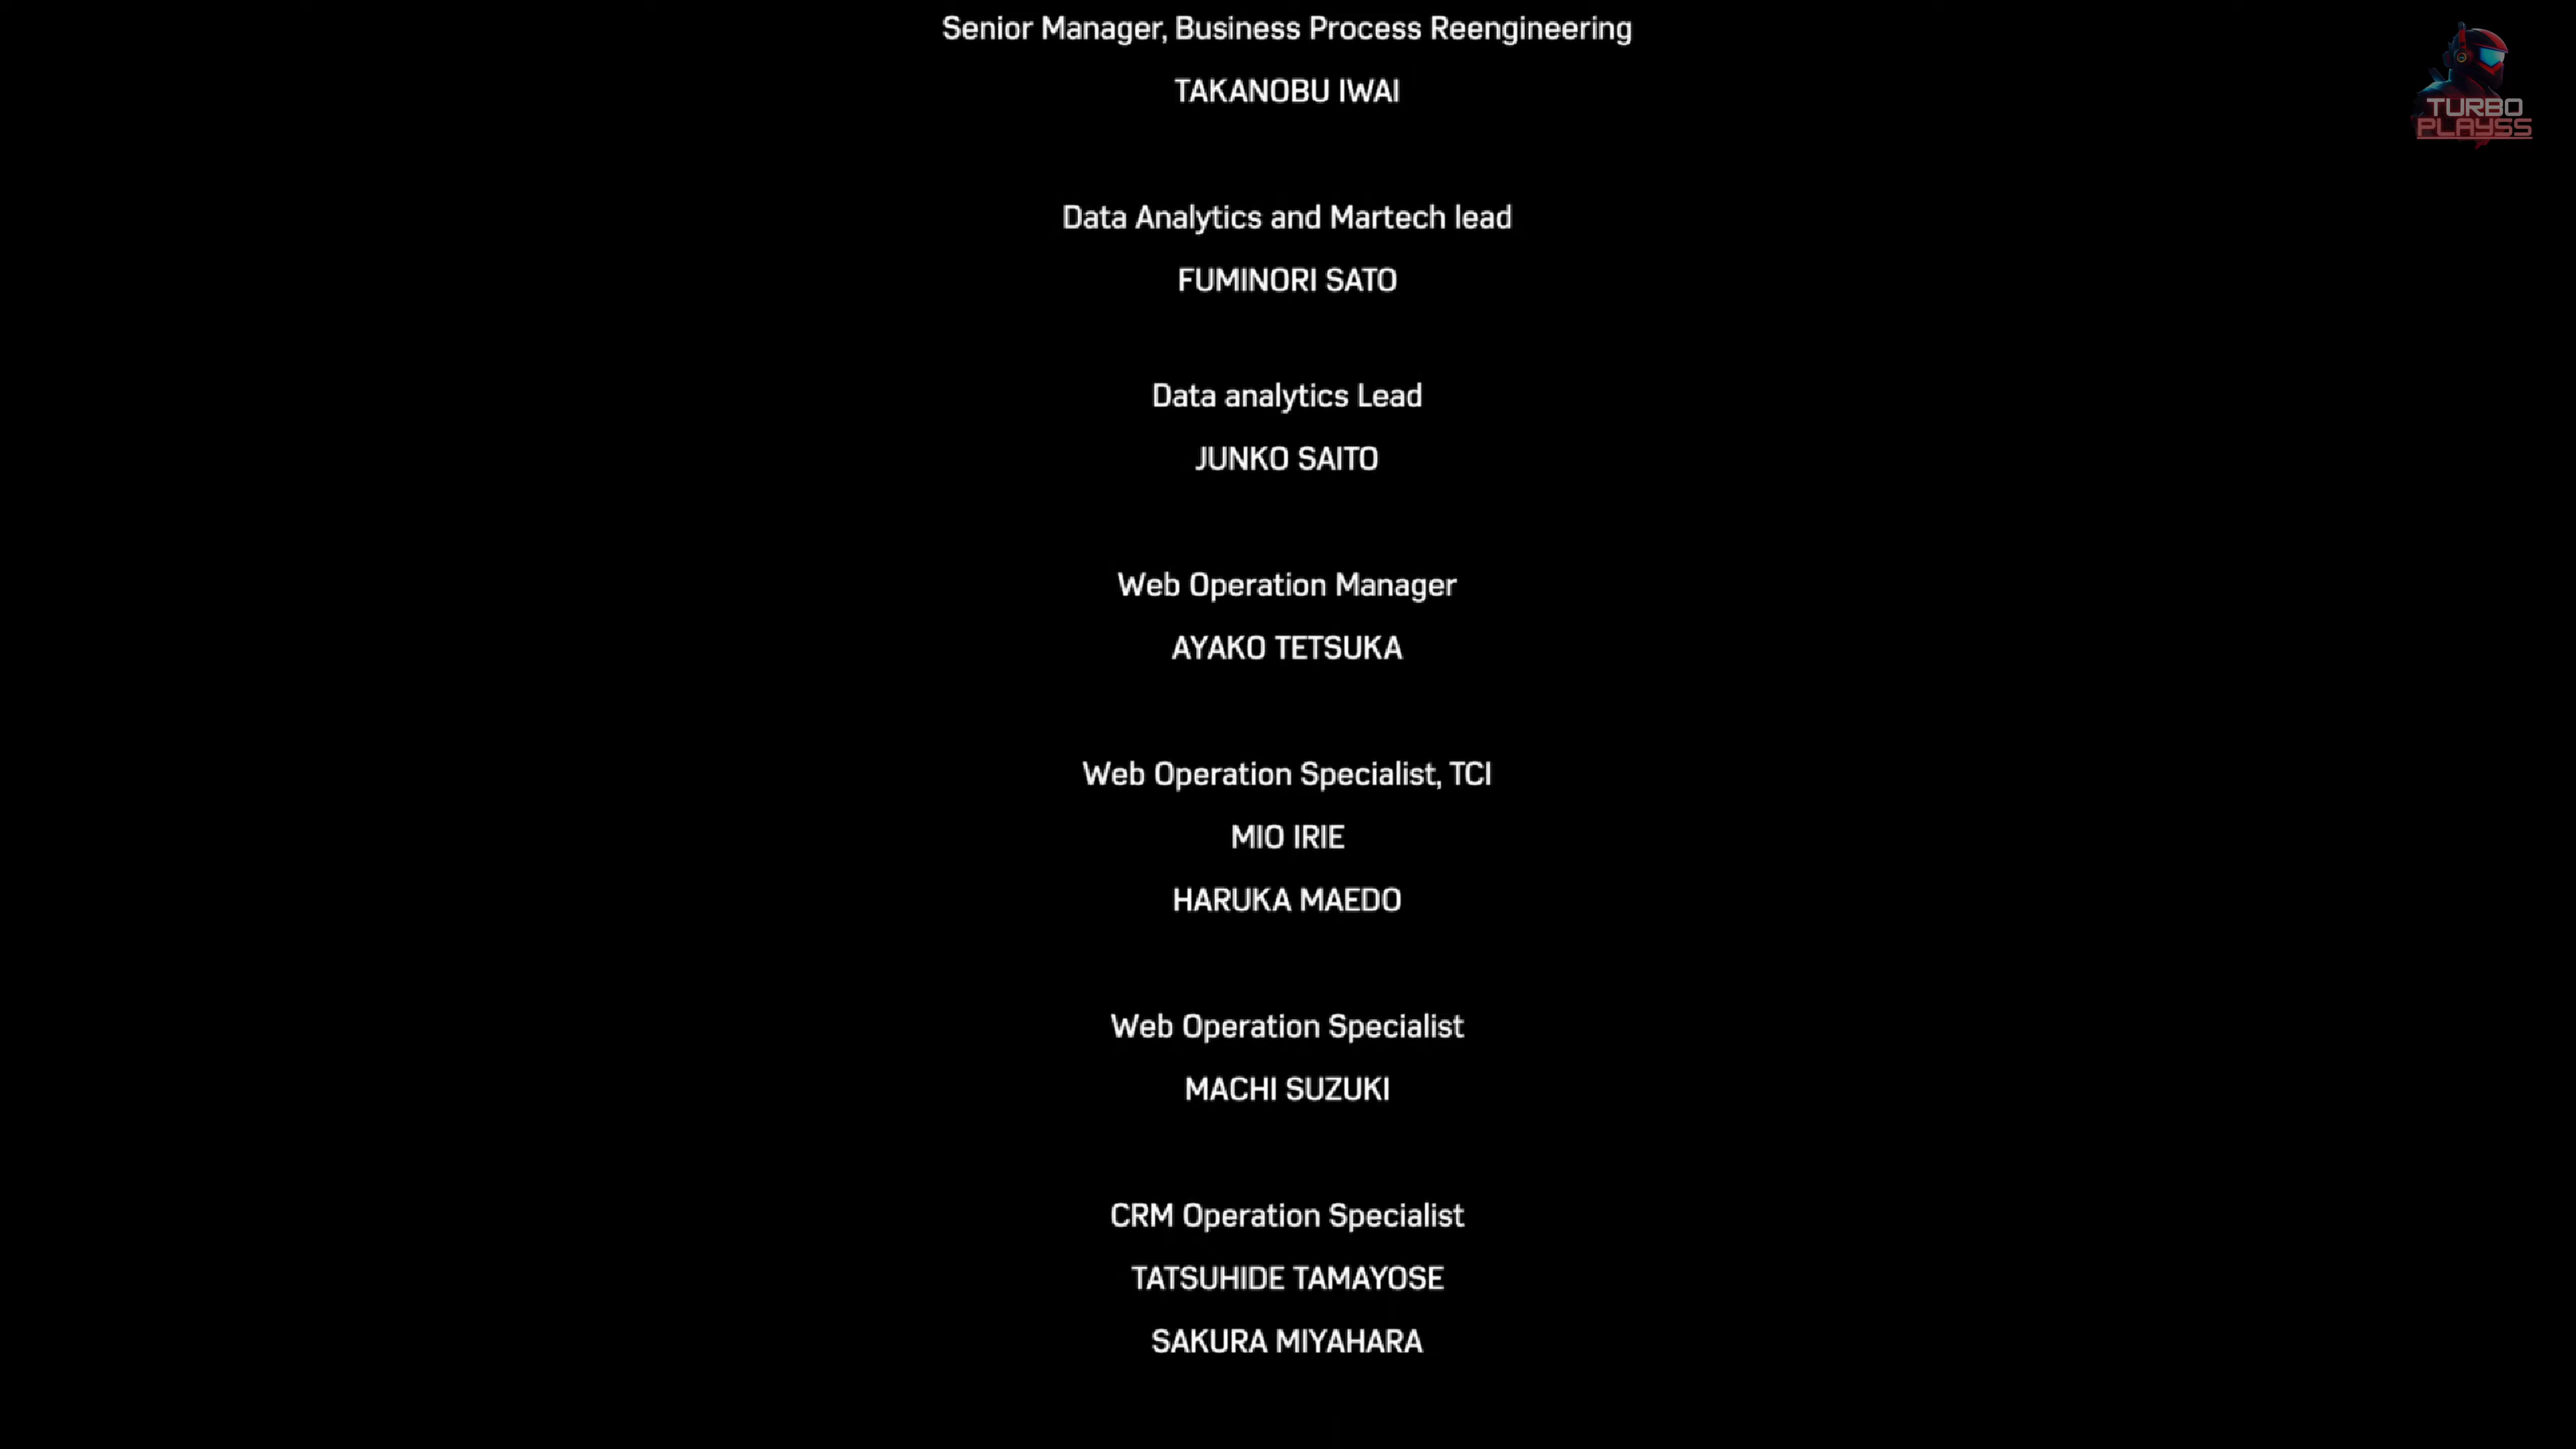 Senior Manager, Business Process Reengineering
TAKANOBU IWAI
TURBO
PLAYSS
Data Analytics and Martech lead
FUMINORI SATO
Data analytics Lead
JUNKO SAITO
Web Operation Manager
AYAKO TETSUKA
Web Operation Specialist, TCI
MIO IRIE
HARUKA MAEDO
Web Operation Specialist
MACHI SUZUKI
CRM Operation Specialist
TATSUHIDE TAMAYOSE
SAKURA MIYAHARA